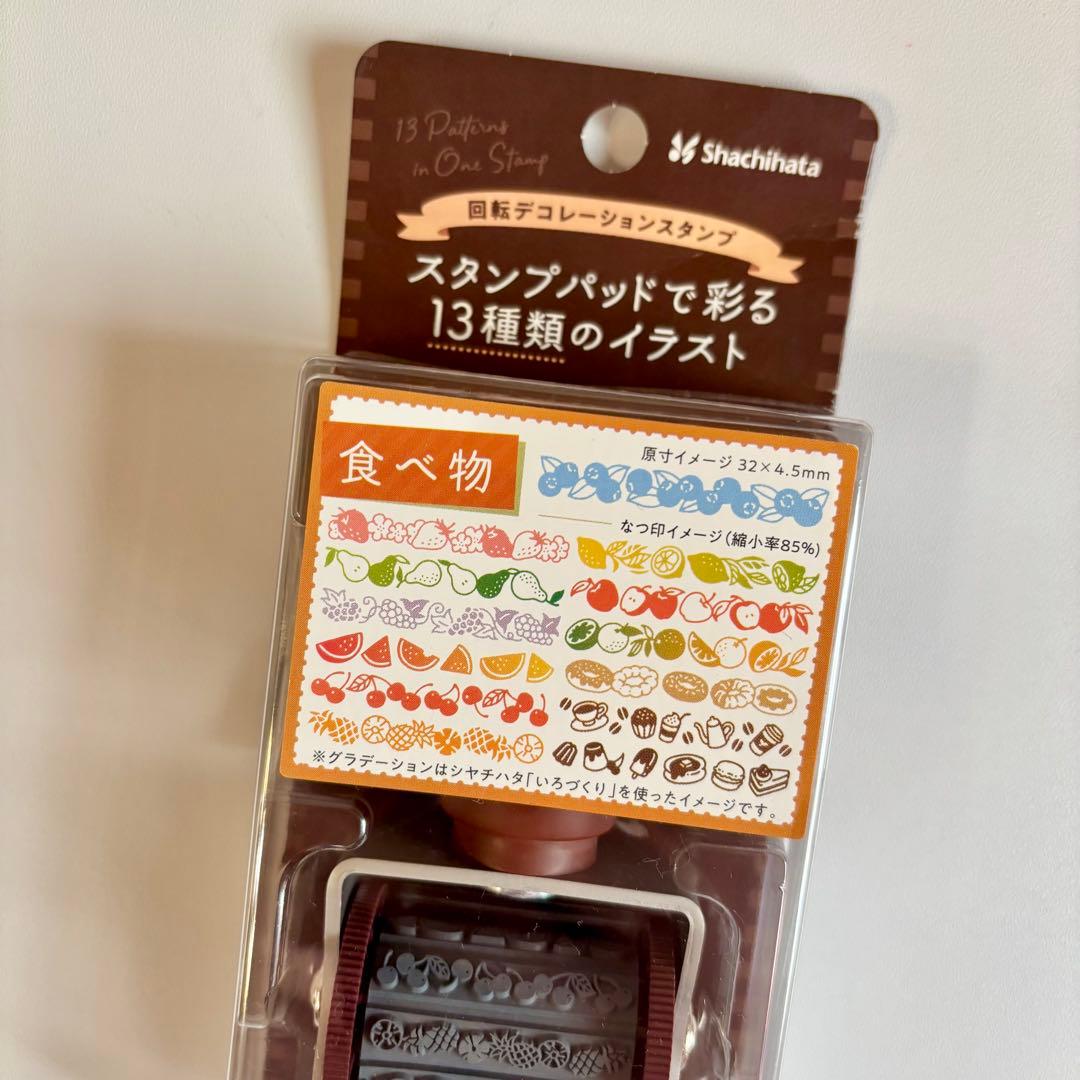 13 Patterns
in One Stamp
Shachihata
回転デコレーションスタンプ
スタンプパッドで彩る
13種類のイラスト
食べ物
原寸イメージ 32×4.5mm
なつ印イメージ(縮小率85%)
※グラデーションはシヤチハタ「いろづくり」を使ったイメージです。